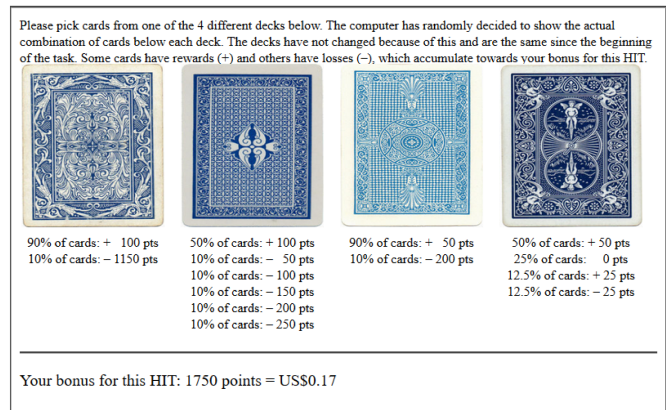 Please pick cards from one of the 4 different decks below. The computer has randomly decided to show the actual
combination of cards below each deck. The decks have not changed because of this and are the same since the beginning
of the task. Some cards have rewards (+) and others have losses (–), which accumulate towards your bonus for this HIT.
90% of cards: + 100 pts
10% of cards: – 1150 pts
50% of cards: + 100 pts
10% of cards: – 50 pts
10% of cards: – 100 pts
10% of cards: – 150 pts
10% of cards: – 200 pts
10% of cards: – 250 pts
90% of cards: + 50 pts
10% of cards: – 200 pts
50% of cards: + 50 pts
25% of cards: 0 pts
12.5% of cards: + 25 pts
12.5% of cards: – 25 pts
Your bonus for this HIT: 1750 points = US$0.17